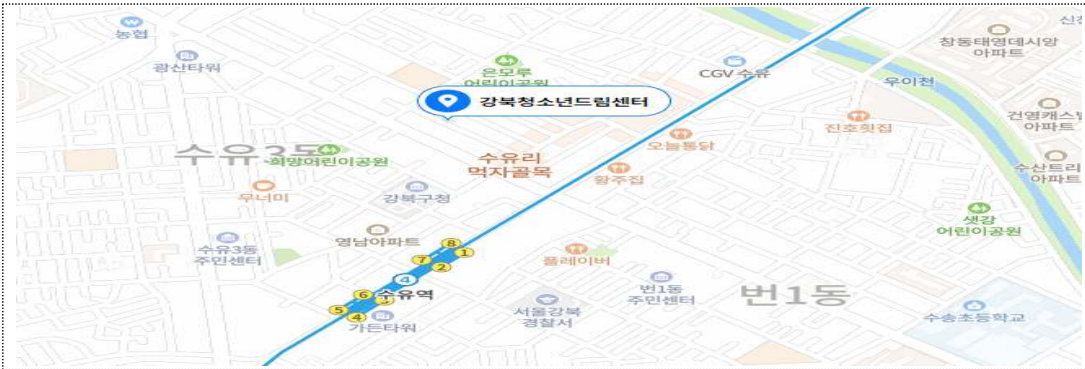 농협
광산타워
은모루
어린이공원
CGV 수유
창동태영데시앙
아파트
우이천
강북청소년드림센터
건영캐스빌
아파트
진호횟집
오늘통닭
수유3동
희망어린이공원
수유리
먹자골목
황주집
수산트리
아파트
무너미
강북구청
샛강
어린이공원
영남아파트
수유3동
주민센터
8
1
7
2
4
플레이버
6
수유역
3
5
4
가든타워
번1동
주민센터
번1동
서울강북
경찰서
수송초등학교